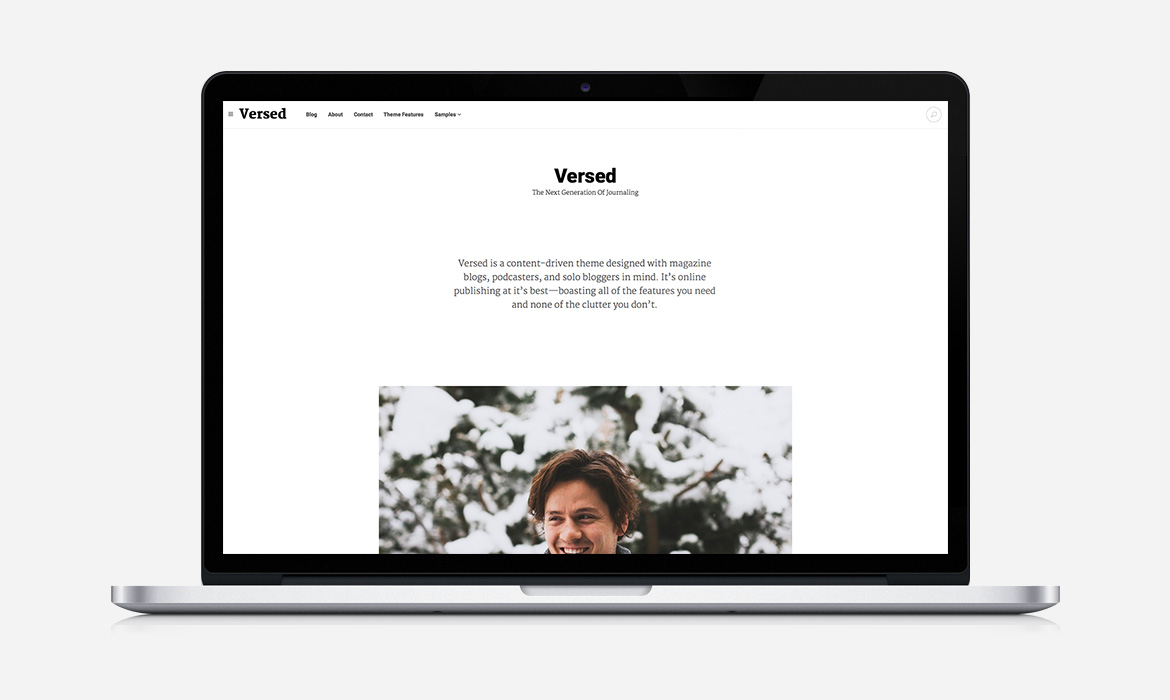 Versed Blog About Contact Theme Features Samples
Versed
The Next Generation Of Journaling
Versed is a content-driven theme designed with magazine
blogs, podcasters, and solo bloggers in mind. It's online
publishing at it's best—boasting all of the features you need
and none of the clutter you don't.